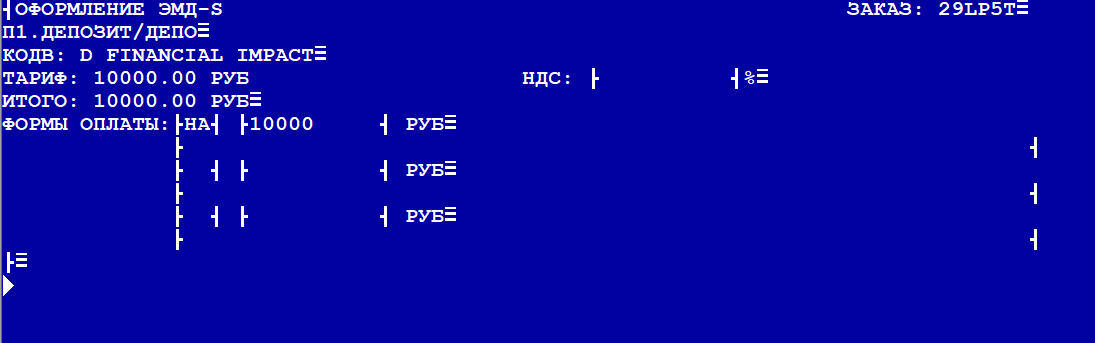 ОФОРМЛЕНИЕ ЭМД-S ЗАКАЗ: 29LP5T
П1.ДЕПОЗИТ/ДЕПО
КОДВ: D FINANCIAL IMPACT
ТАРИФ: 10000.00 РУБ НДС: %
ИТОГО: 10000.00 РУБ
ФОРМЫ ОПЛАТЫ: НА 10000 РУБ
РУБ
РУБ